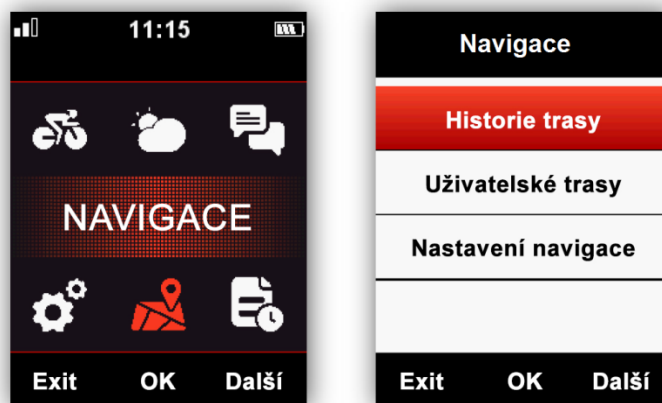 11:15
NAVIGACE
Exit OK Další
Navigace
Historie trasy
Uživatelské trasy
Nastavení navigace
Exit OK Další